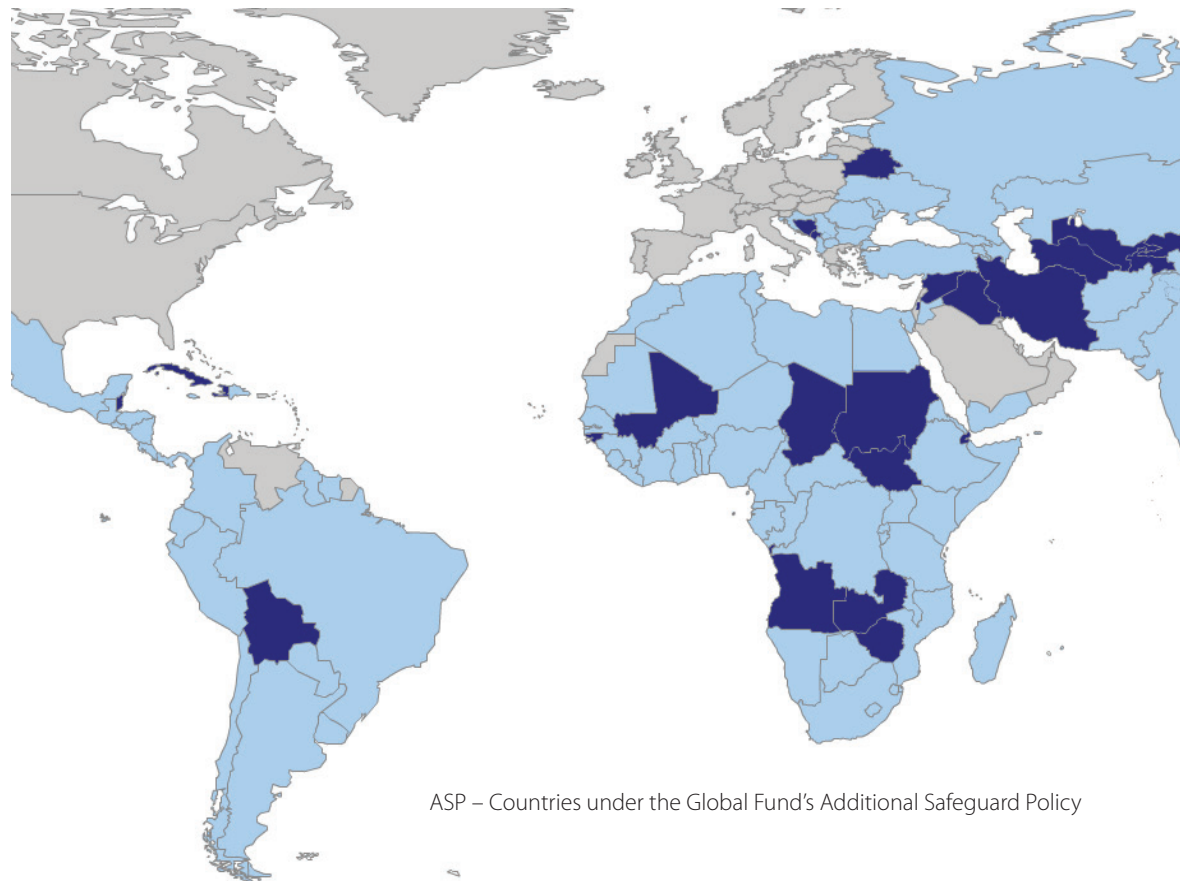 ASP – Countries under the Global Fund’s Additional Safeguard Policy